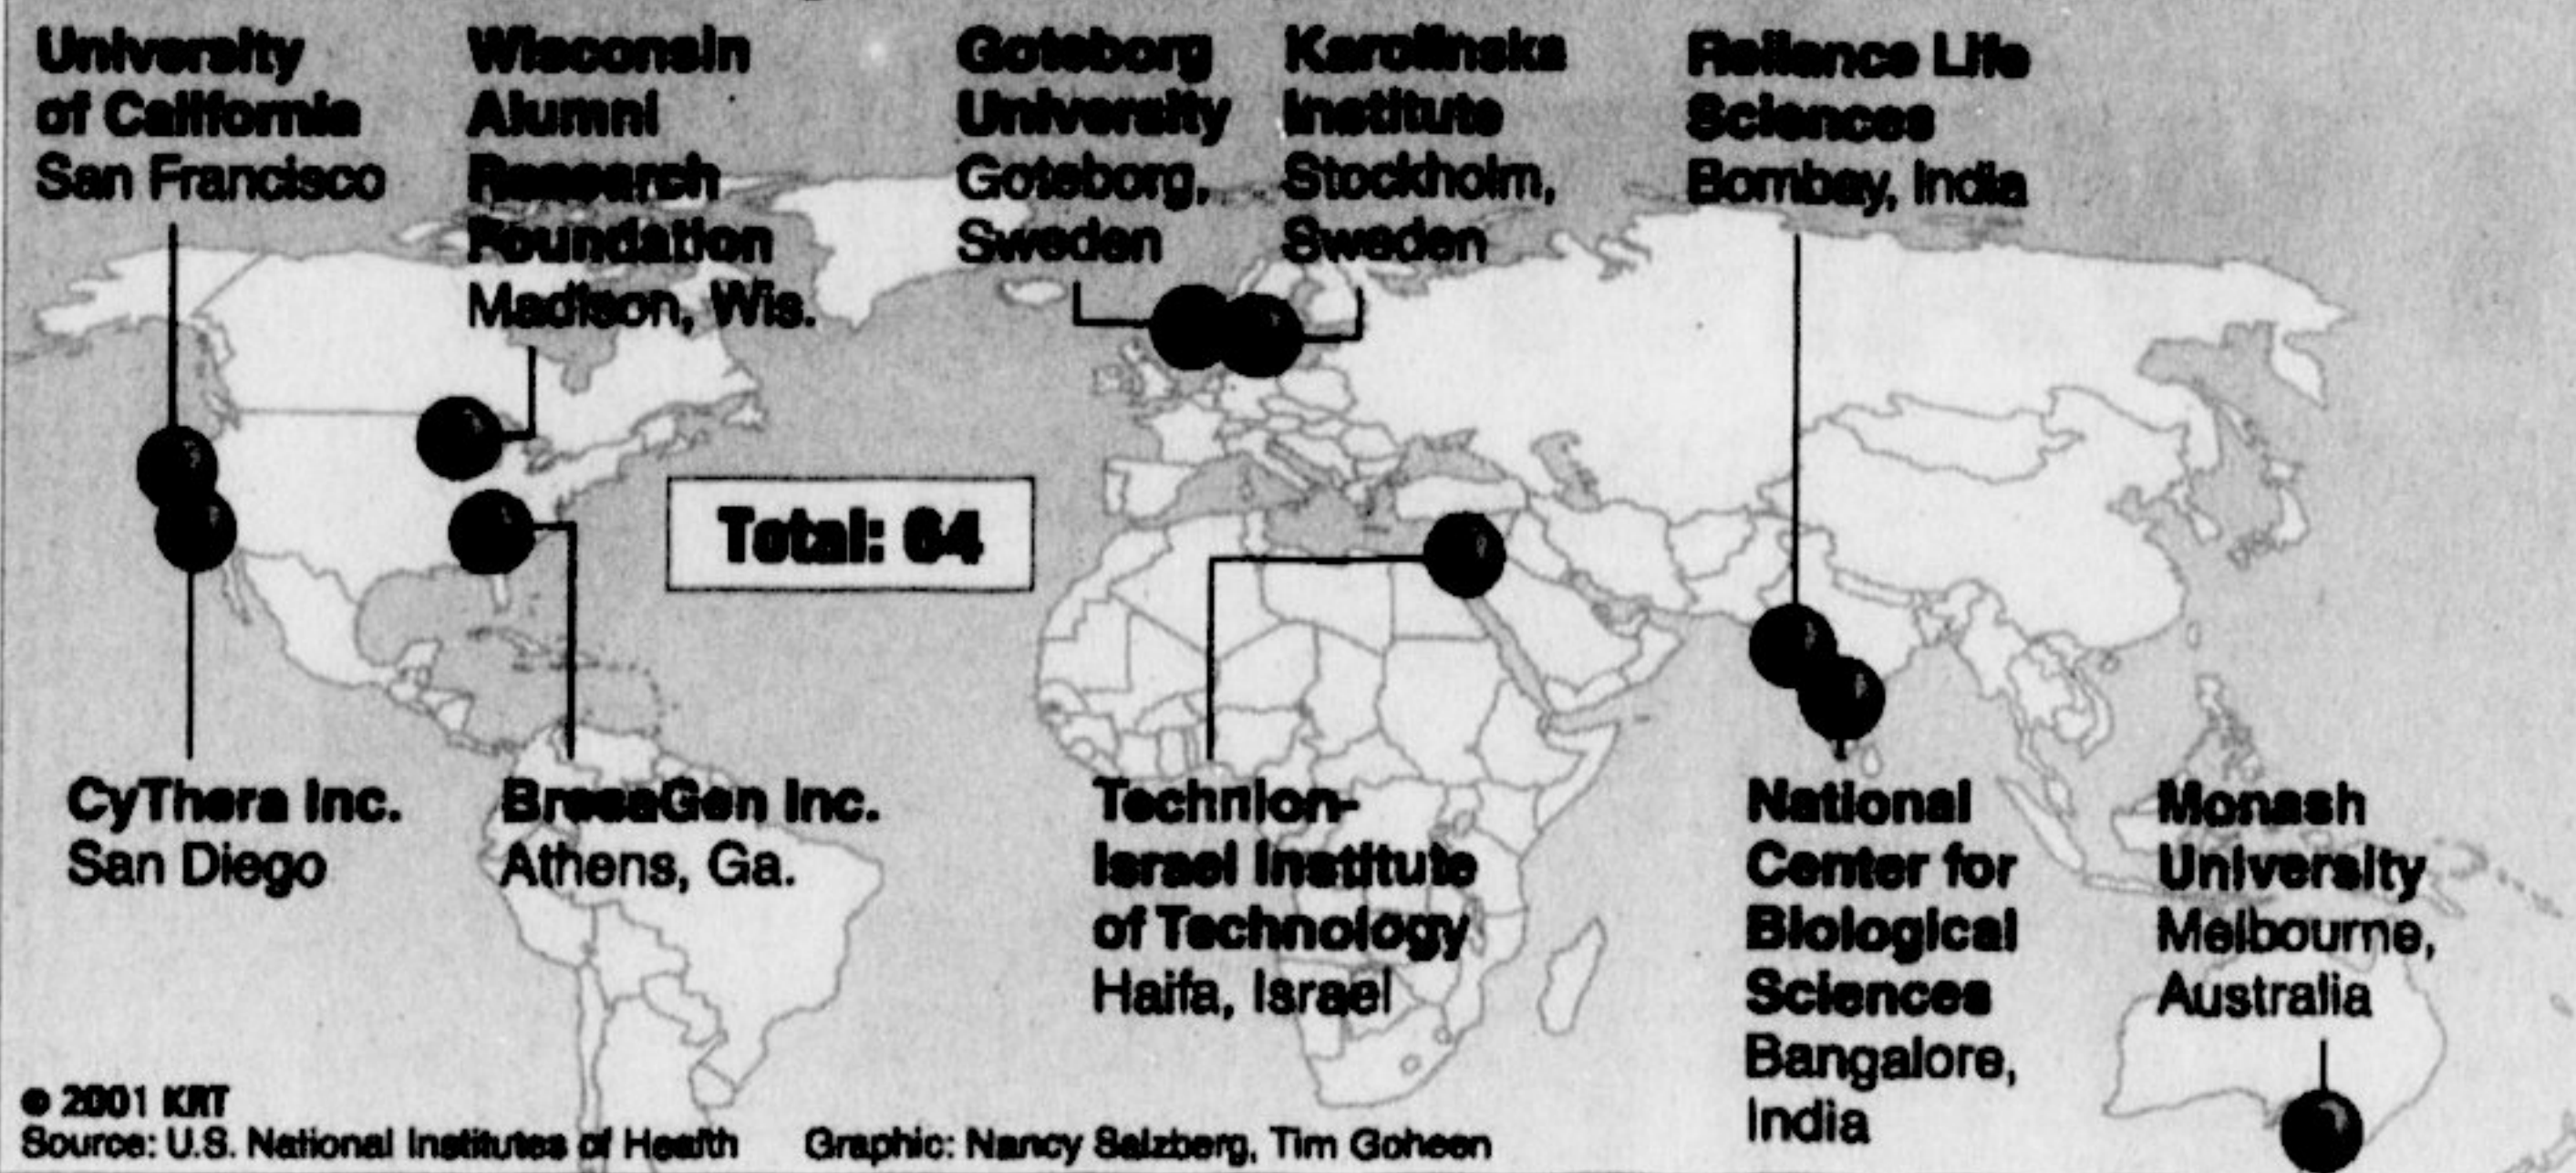 University
of California
San Francisco
Wisconsin
Alumni
Research
Foundation
Madison, Wis.
Goteborg
University
Goteborg,
Sweden
Karolinska
Institute
Stockholm,
Sweden
Reliance Life
Sciences
Bombay, India
Total: 64
CyThera Inc.
San Diego
BresaGen Inc.
Athens, Ga.
Technion-
Israel Institute
of Technology
Haifa, Israel
National
Center for
Biological
Sciences
Bangalore,
India
Monash
University
Melbourne,
Australia
© 2001 KRT
Source: U.S. National Institutes of Health
Graphic: Nancy Salzberg, Tim Goheen